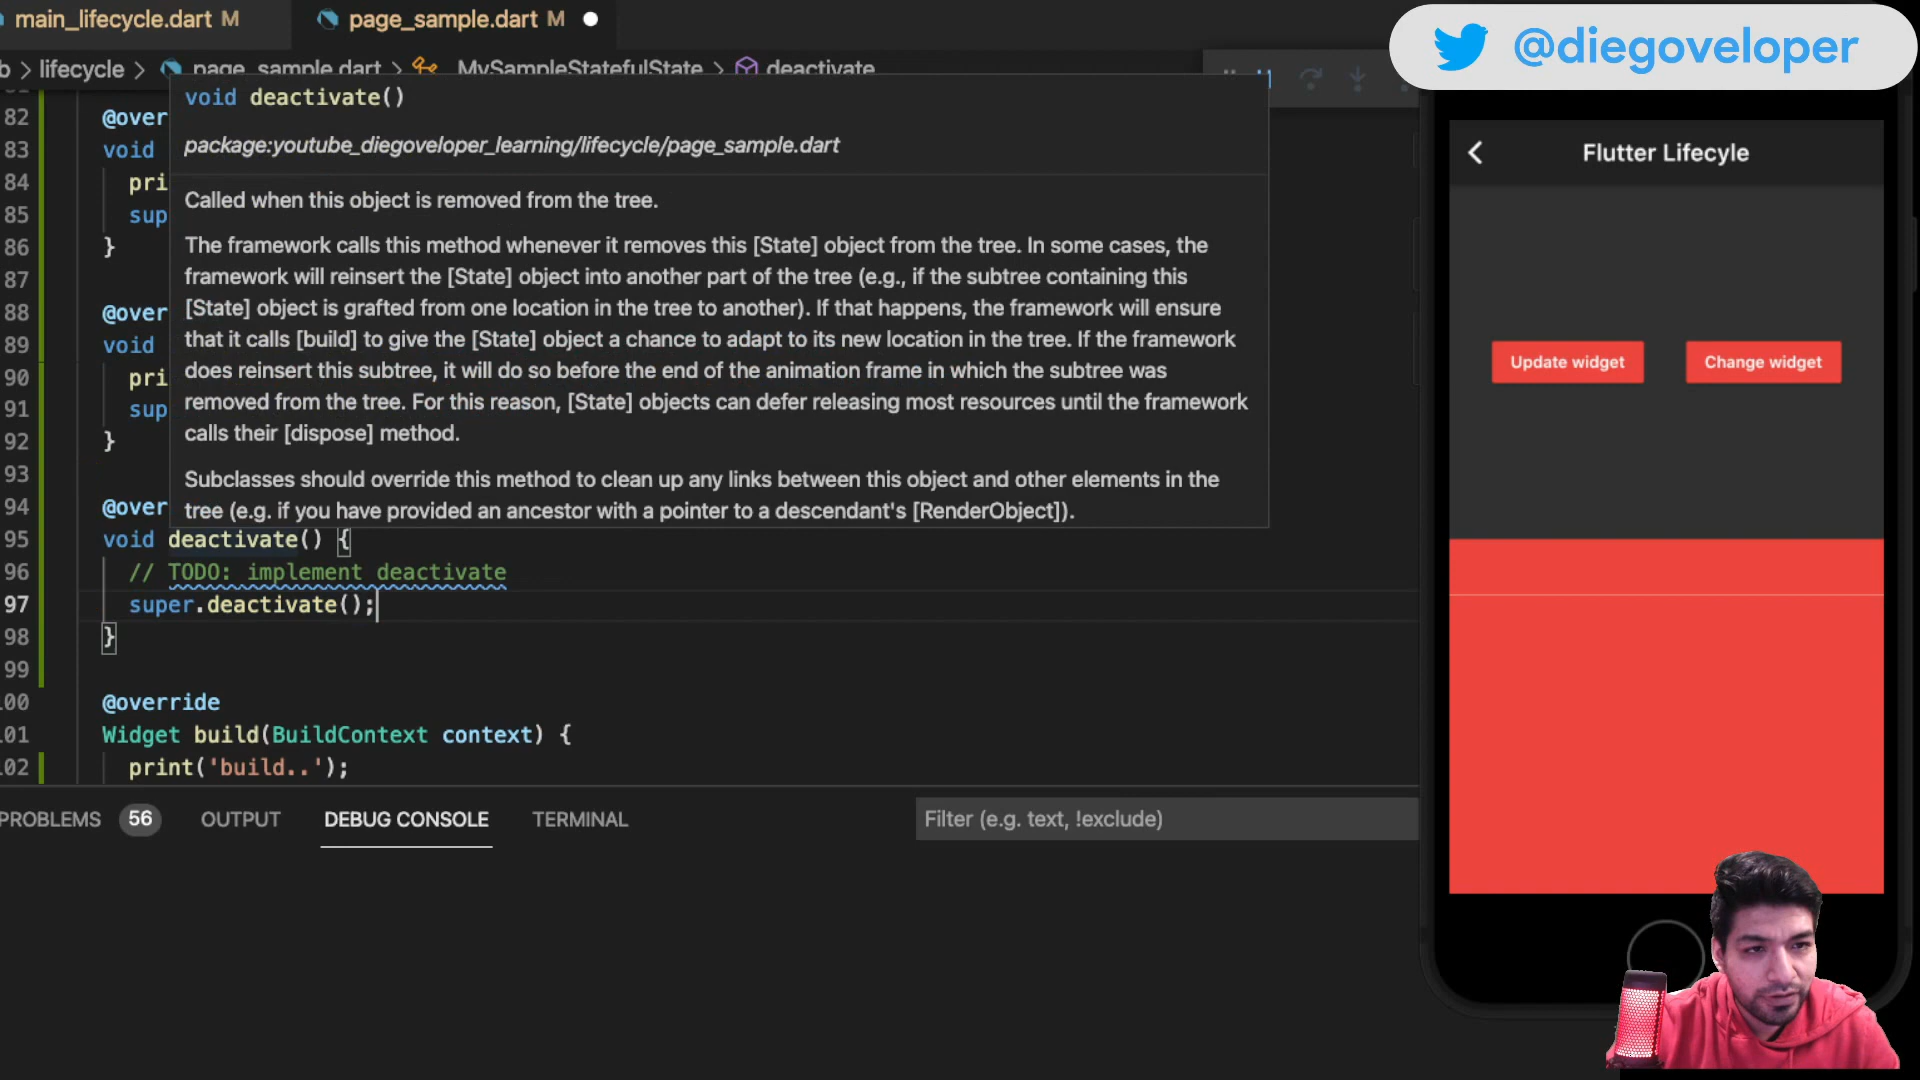 main_lifecycle.dart M
page_sample.dart M
@diegoveloper
b > lifecycle > page_sample.dart > _MySampleStatefulState > deactivate
void deactivate()
package:youtube_diegoveloper_learning/lifecycle/page_sample.dart
Called when this object is removed from the tree.
The framework calls this method whenever it removes this [State] object from the tree. In some cases, the
framework will reinsert the [State] object into another part of the tree (e.g., if the subtree containing this
[State] object is grafted from one location in the tree to another). If that happens, the framework will ensure
that it calls [build] to give the [State] object a chance to adapt to its new location in the tree. If the framework
does reinsert this subtree, it will do so before the end of the animation frame in which the subtree was
removed from the tree. For this reason, [State] objects can defer releasing most resources until the framework
calls their [dispose] method.
Subclasses should override this method to clean up any links between this object and other elements in the
tree (e.g. if you have provided an ancestor with a pointer to a descendant's [RenderObject]).
82 @over
83 void
84 pri
85 sup
86 }
87
88 @over
89 void
90 pri
91 sup
92 }
93
94 @over
95 void deactivate() {
96 // TODO: implement deactivate
97 super.deactivate();
98 }
99
00 @override
01 Widget build(BuildContext context) {
02 print('build..');
PROBLEMS 56 OUTPUT DEBUG CONSOLE TERMINAL
Filter (e.g. text, !exclude)
Flutter Lifecyle
Update widget
Change widget